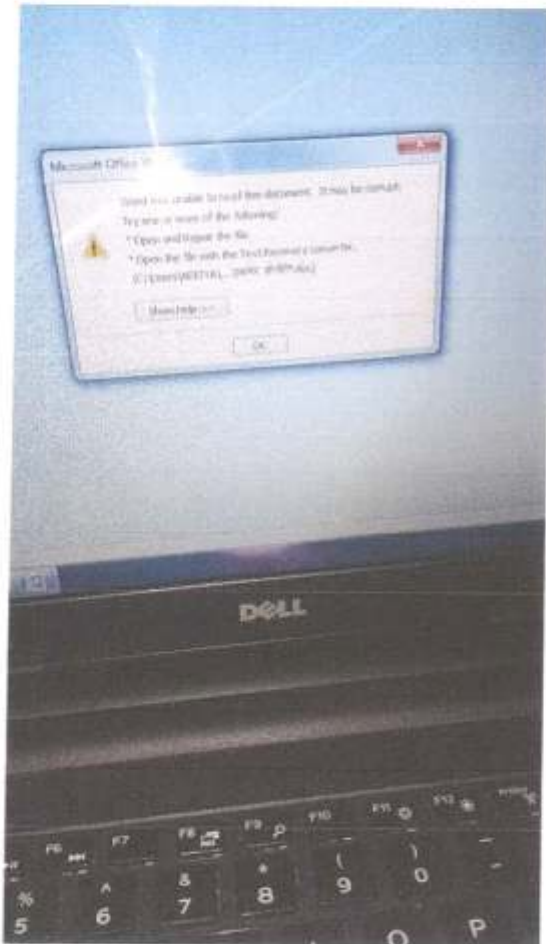 Microsoft Office
Word was unable to read this document. It may be corrupt.
Try one or more of the following:
* Open and Repair the file.
* Open the file with the Text Recovery converter.
Show Help >>
OK
DELL
F6 F7 F8 F9 F10 F11 F12
% ^ & * ( )
5 6 7 8 9 0
O P